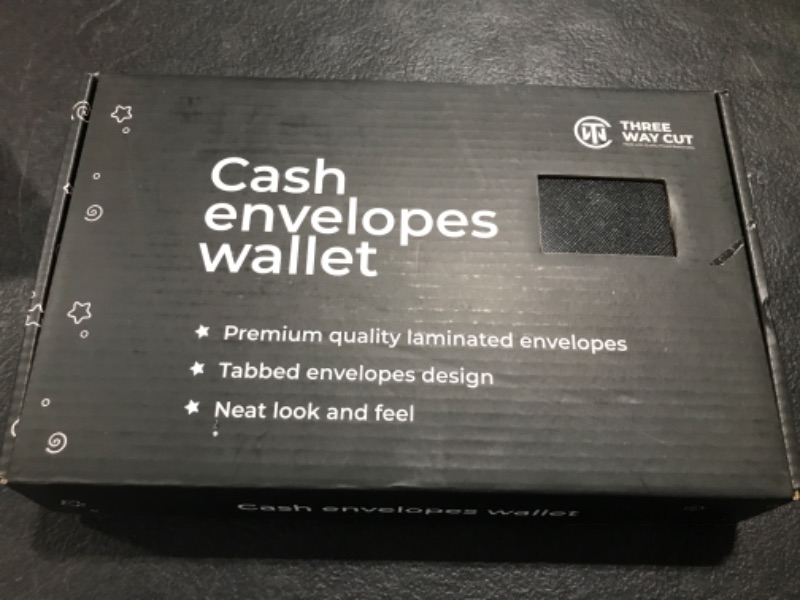 THREE
WAY CUT
Cash
envelopes
wallet
Premium quality laminated envelopes
Tabbed envelopes design
Neat look and feel
Cash envelopes wallet